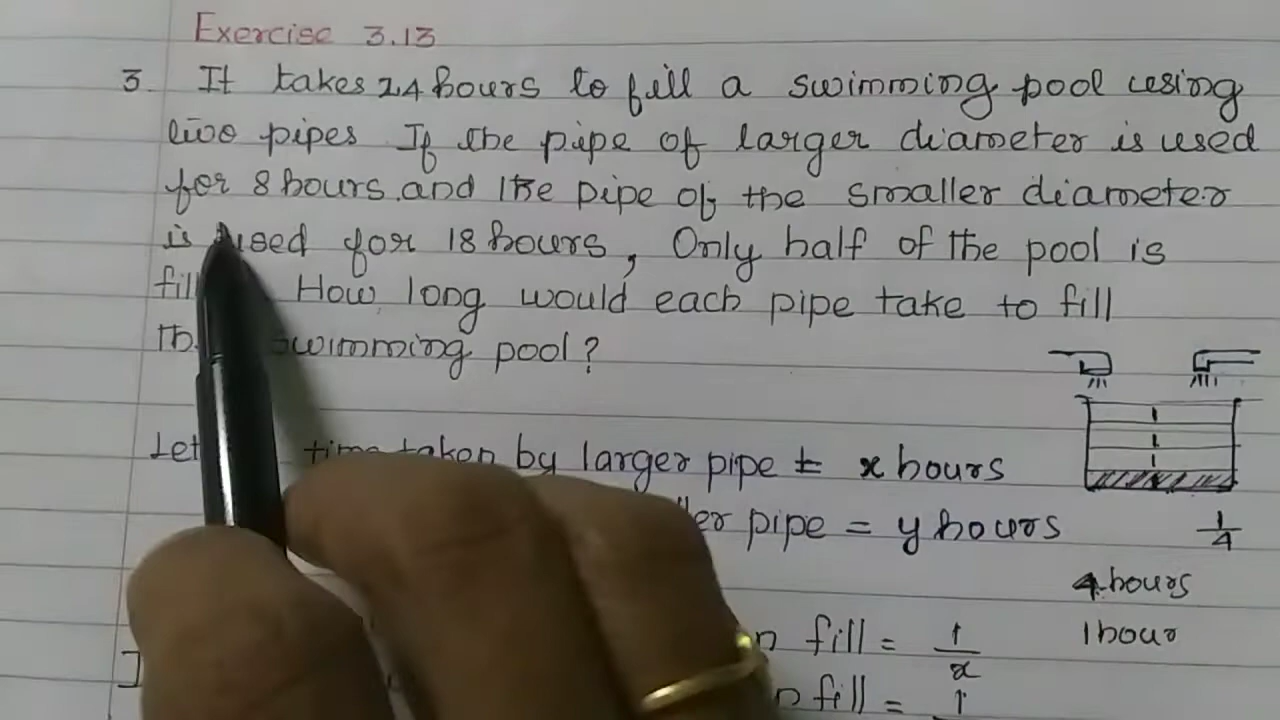 Exercise 3.13
3. It takes 24 hours to fill a swimming pool using
two pipes If the pipe of larger diameter is used
for 8 hours. and the pipe of the smaller diameter
is used for 18 hours, Only half of the pool is
How long would each pipe take to fill
swimming pool?
Let time taken by larger pipe = x hours
pipe = y hours
1/4
4 hours
1 hour
fill = 1/x
fill = 1